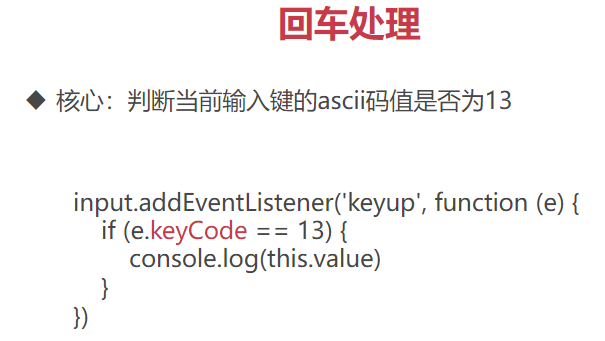 回车处理
◆ 核心：判断当前输入键的ascii码值是否为13
input.addEventListener('keyup', function (e) {
    if (e.keyCode == 13) {
        console.log(this.value)
    }
})